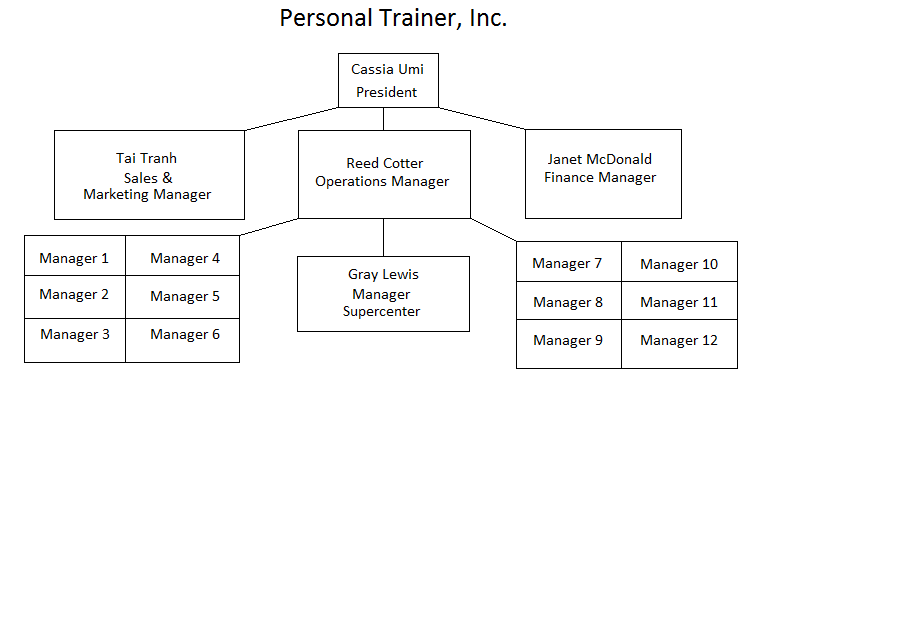 Personal Trainer, Inc.
Cassia Umi
President
Tai Tranh
Sales &
Marketing Manager
Reed Cotter
Operations Manager
Janet McDonald
Finance Manager
Manager 1
Manager 4
Manager 2
Manager 5
Manager 3
Manager 6
Gray Lewis
Manager
Supercenter
Manager 7
Manager 10
Manager 8
Manager 11
Manager 9
Manager 12